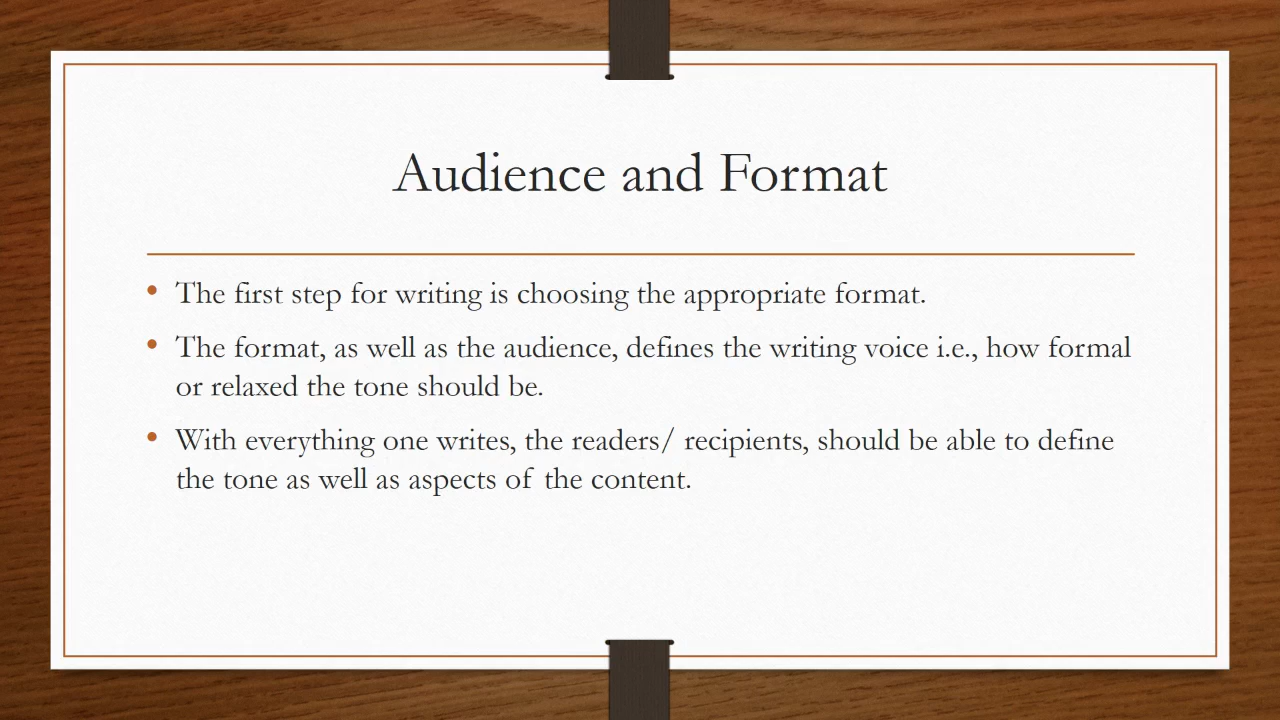 Audience and Format
• The first step for writing is choosing the appropriate format.
• The format, as well as the audience, defines the writing voice i.e., how formal
or relaxed the tone should be.
• With everything one writes, the readers/ recipients, should be able to define
the tone as well as aspects of the content.